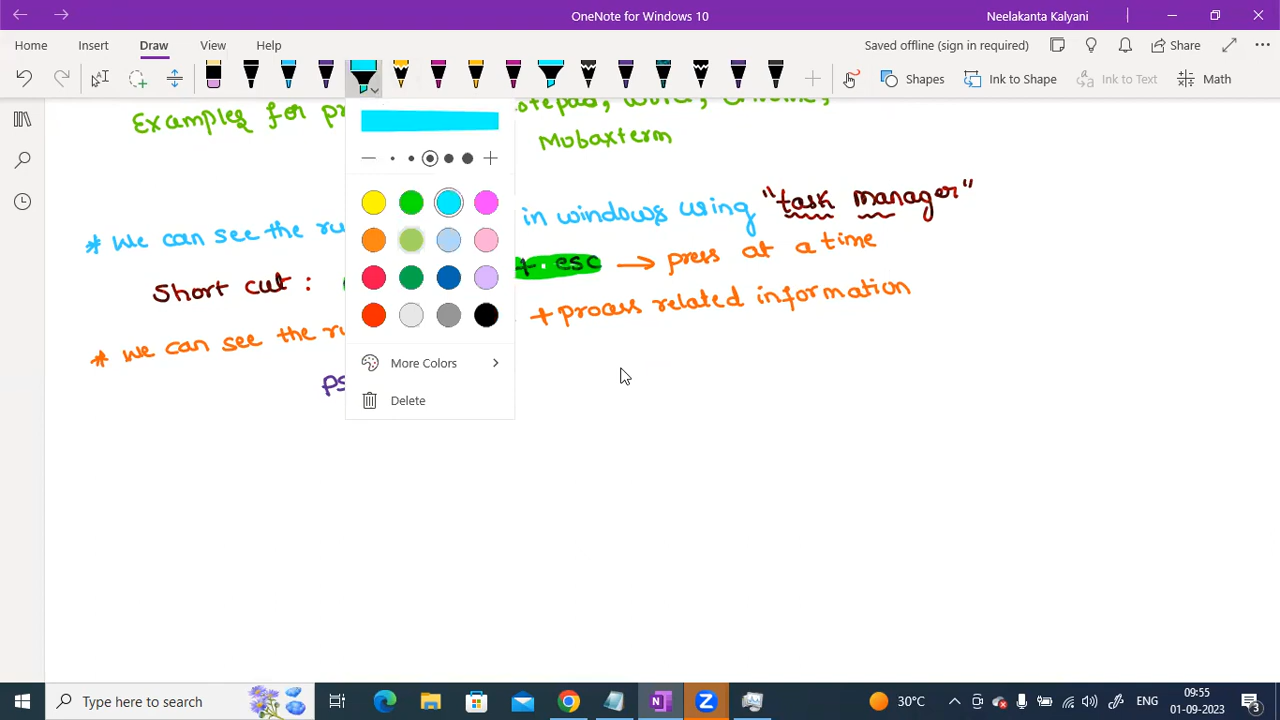 OneNote for Windows 10
Neelakanta Kalyani
Home
Insert
Draw
View
Help
Saved offline (sign in required)
Share
Shapes
Ink to Shape
Ink to Text
Math
Examples for
Mobaxterm
* We can see the
in windows using "task manager"
Short cut :
+ esc → press at a time
* we can see the
+ process related information
More Colors
Delete
Type here to search
30°C
ENG
09:55
01-09-2023
3